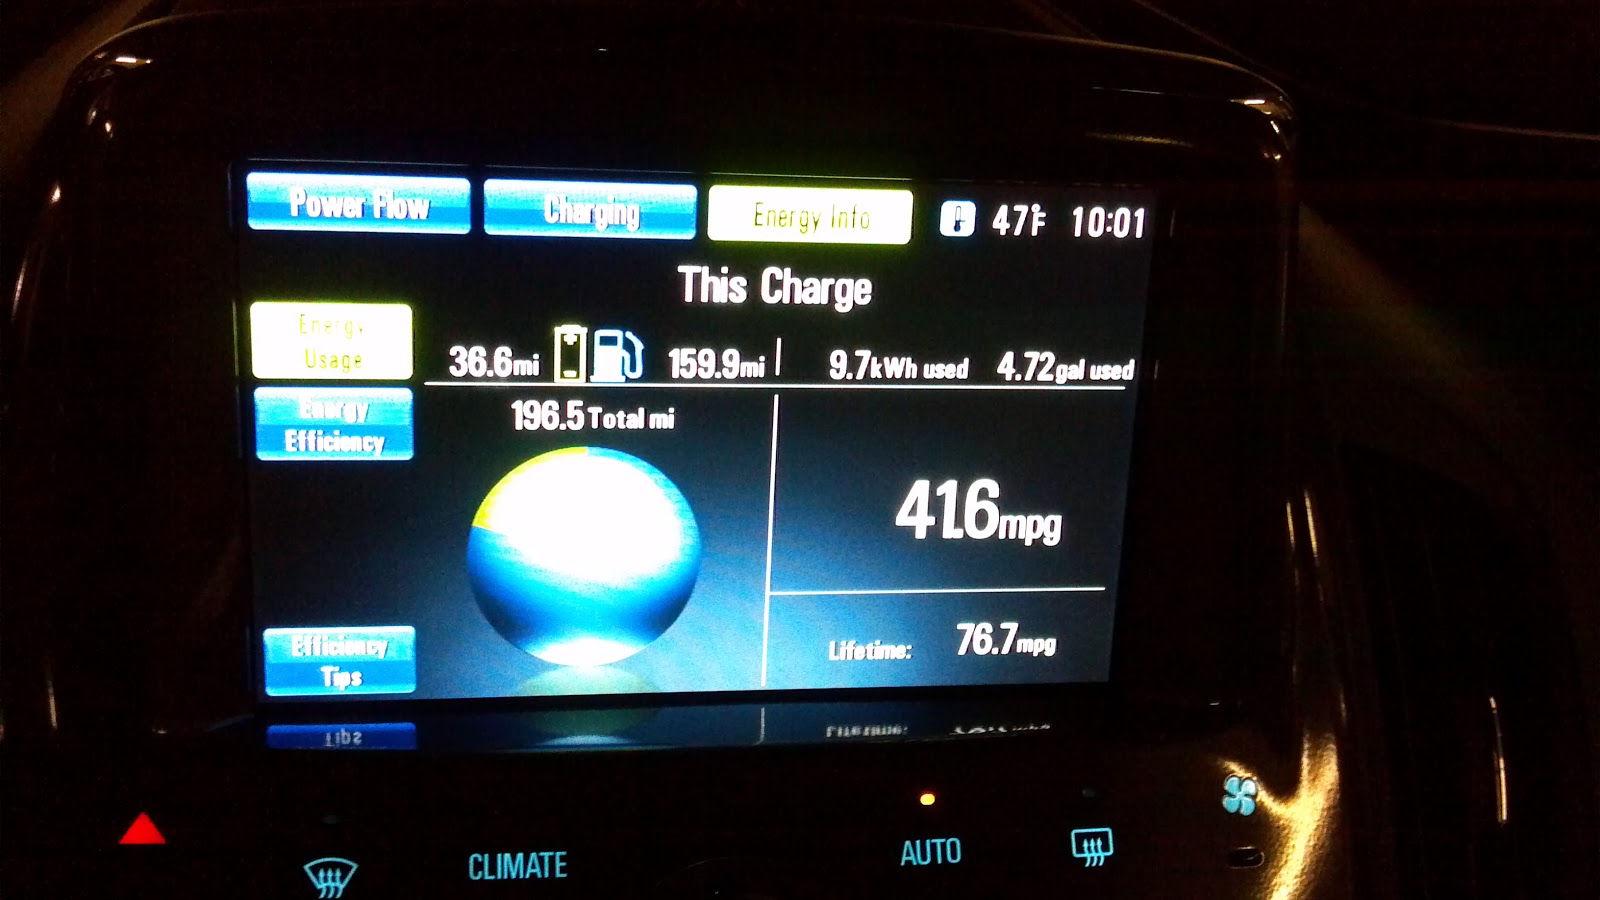 Power Flow Charging Energy Info 47°F 10:01
This Charge
Energy
Usage
36.6mi 159.9mi 9.7kWh used 4.72gal used
Energy
Efficiency
196.5 Total mi
41.6mpg
Lifetime: 76.7mpg
Efficiency
Tips
CLIMATE AUTO